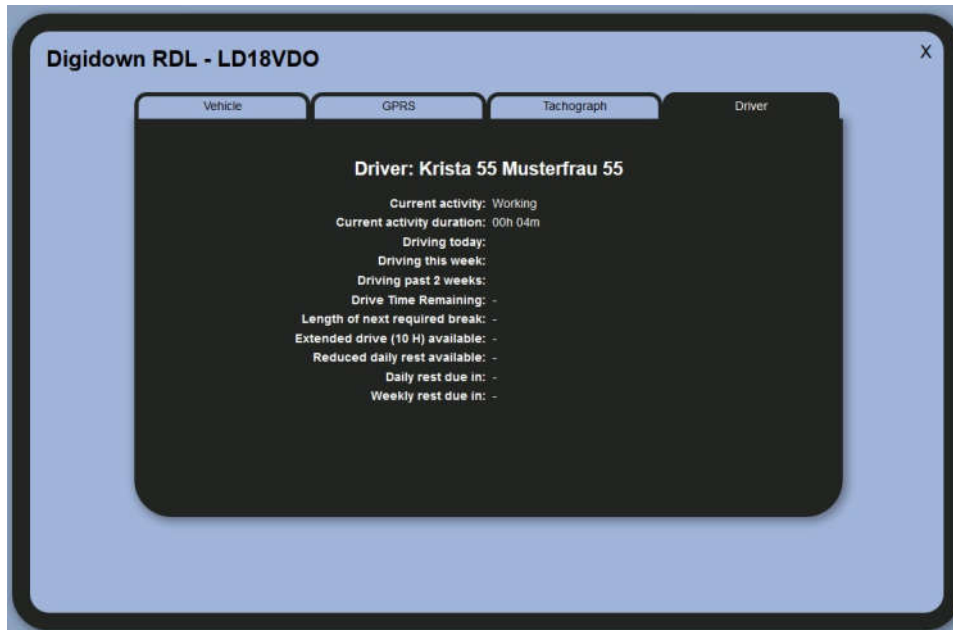 Digidown RDL - LD18VDO X
Vehicle GPRS Tachograph Driver
Driver: Krista 55 Musterfrau 55
Current activity: Working
Current activity duration: 00h 04m
Driving today:
Driving this week:
Driving past 2 weeks:
Drive Time Remaining: -
Length of next required break: -
Extended drive (10 H) available: -
Reduced daily rest available: -
Daily rest due in: -
Weekly rest due in: -